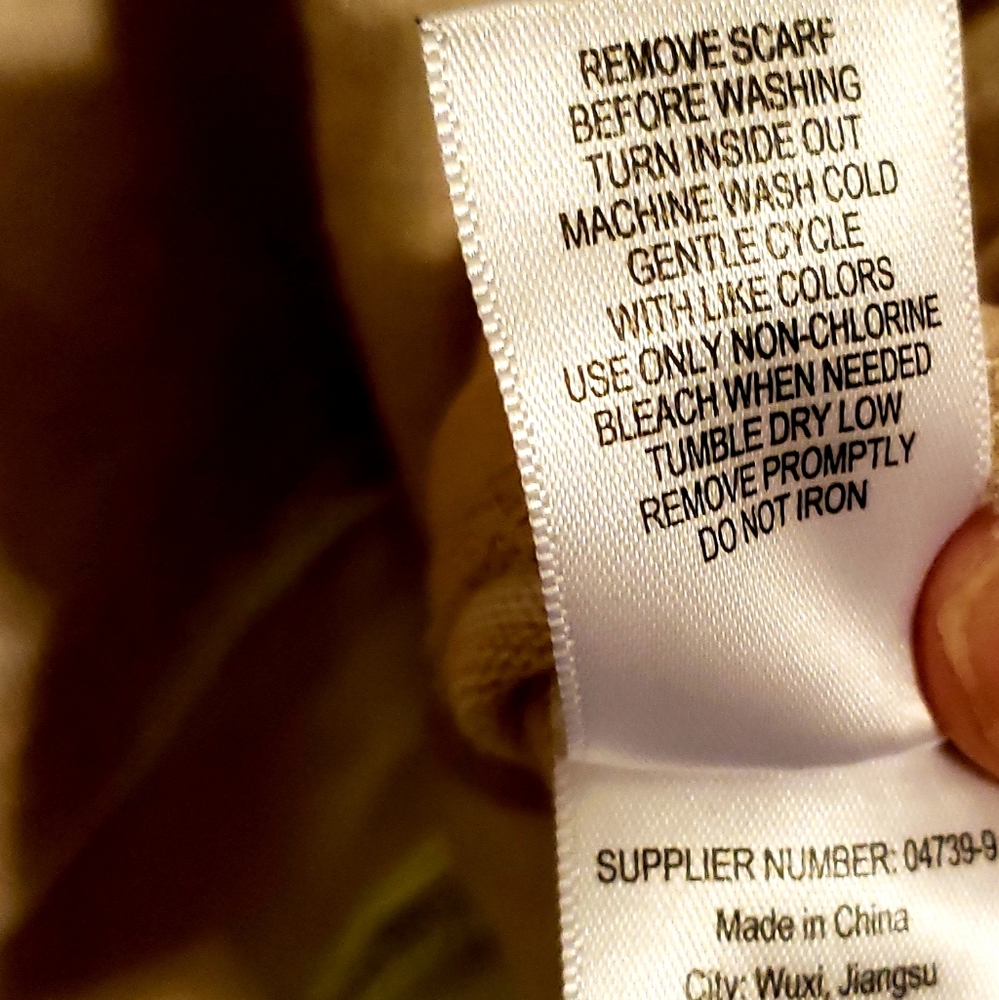 REMOVE SCARF
BEFORE WASHING
TURN INSIDE OUT
MACHINE WASH COLD
GENTLE CYCLE
WITH LIKE COLORS
USE ONLY NON-CHLORINE
BLEACH WHEN NEEDED
TUMBLE DRY LOW
REMOVE PROMPTLY
DO NOT IRON
SUPPLIER NUMBER: 04739-9
Made in China
City: Wuxi, Jiangsu